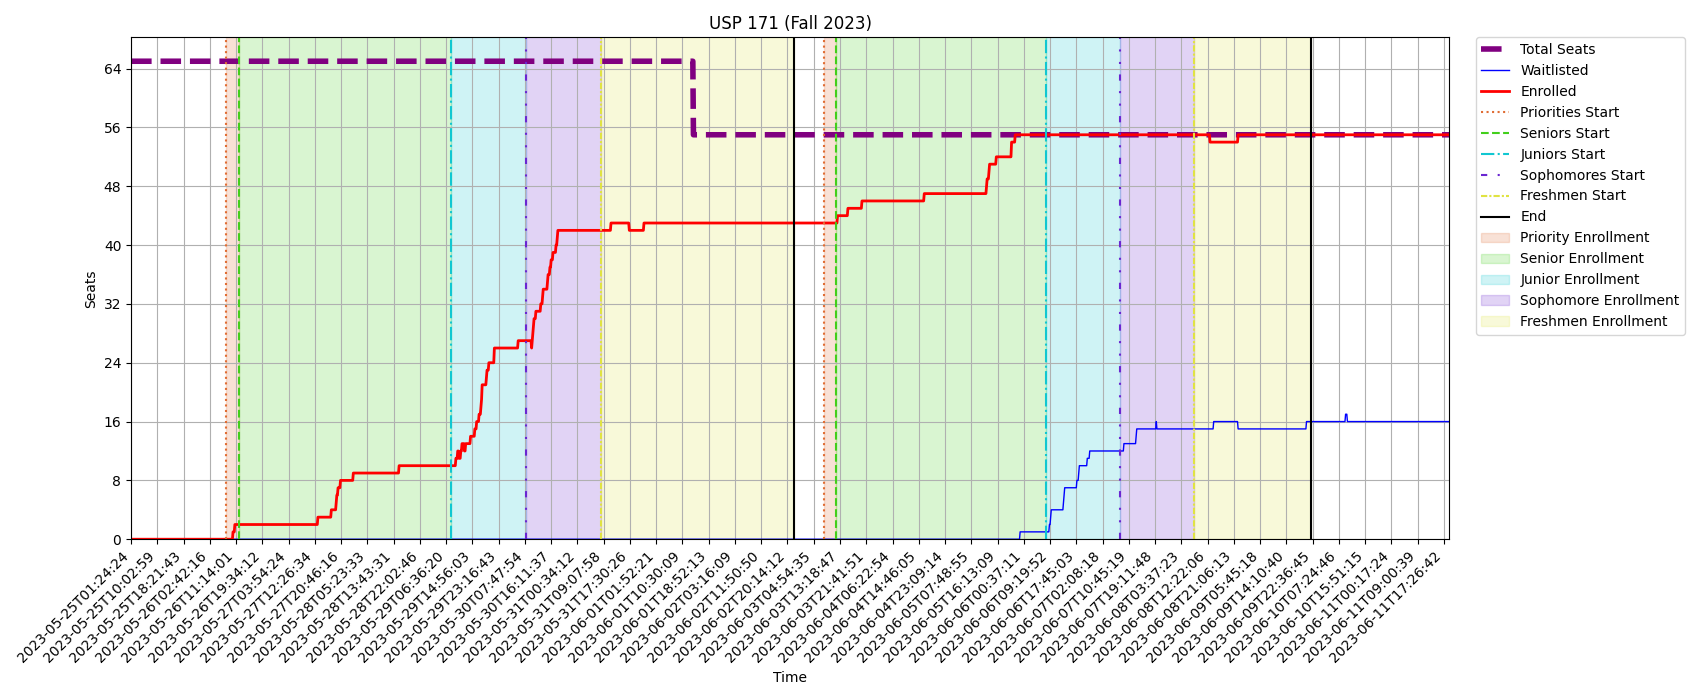 USP 171 (Fall 2023)
Seats
64
56
48
40
32
24
16
8
0
2023-05-25T01:24:24
2023-05-25T10:02:59
2023-05-25T18:21:43
2023-05-26T02:42:16
2023-05-26T11:14:01
2023-05-26T19:34:12
2023-05-27T03:54:24
2023-05-27T12:26:34
2023-05-27T20:46:16
2023-05-28T05:23:33
2023-05-28T13:43:31
2023-05-28T22:02:46
2023-05-29T06:36:20
2023-05-29T14:56:03
2023-05-29T23:16:43
2023-05-30T07:47:54
2023-05-30T16:11:37
2023-05-31T00:34:12
2023-05-31T09:07:58
2023-05-31T17:30:26
2023-06-01T01:52:21
2023-06-01T10:30:09
2023-06-01T18:52:13
2023-06-02T03:16:09
2023-06-02T11:50:50
2023-06-02T20:14:12
2023-06-03T04:54:35
2023-06-03T13:18:47
2023-06-03T21:41:51
2023-06-04T06:22:54
2023-06-04T14:46:05
2023-06-04T23:09:14
2023-06-05T07:48:55
2023-06-05T16:13:09
2023-06-06T00:37:11
2023-06-06T09:19:52
2023-06-06T17:45:03
2023-06-07T02:08:18
2023-06-07T10:45:19
2023-06-07T19:11:48
2023-06-08T03:37:23
2023-06-08T12:22:06
2023-06-08T21:06:13
2023-06-09T05:45:18
2023-06-09T14:10:40
2023-06-09T22:36:45
2023-06-10T07:24:46
2023-06-10T15:51:15
2023-06-11T00:17:24
2023-06-11T09:00:39
2023-06-11T17:26:42
Time
Total Seats
Waitlisted
Enrolled
Priorities Start
Seniors Start
Juniors Start
Sophomores Start
Freshmen Start
End
Priority Enrollment
Senior Enrollment
Junior Enrollment
Sophomore Enrollment
Freshmen Enrollment